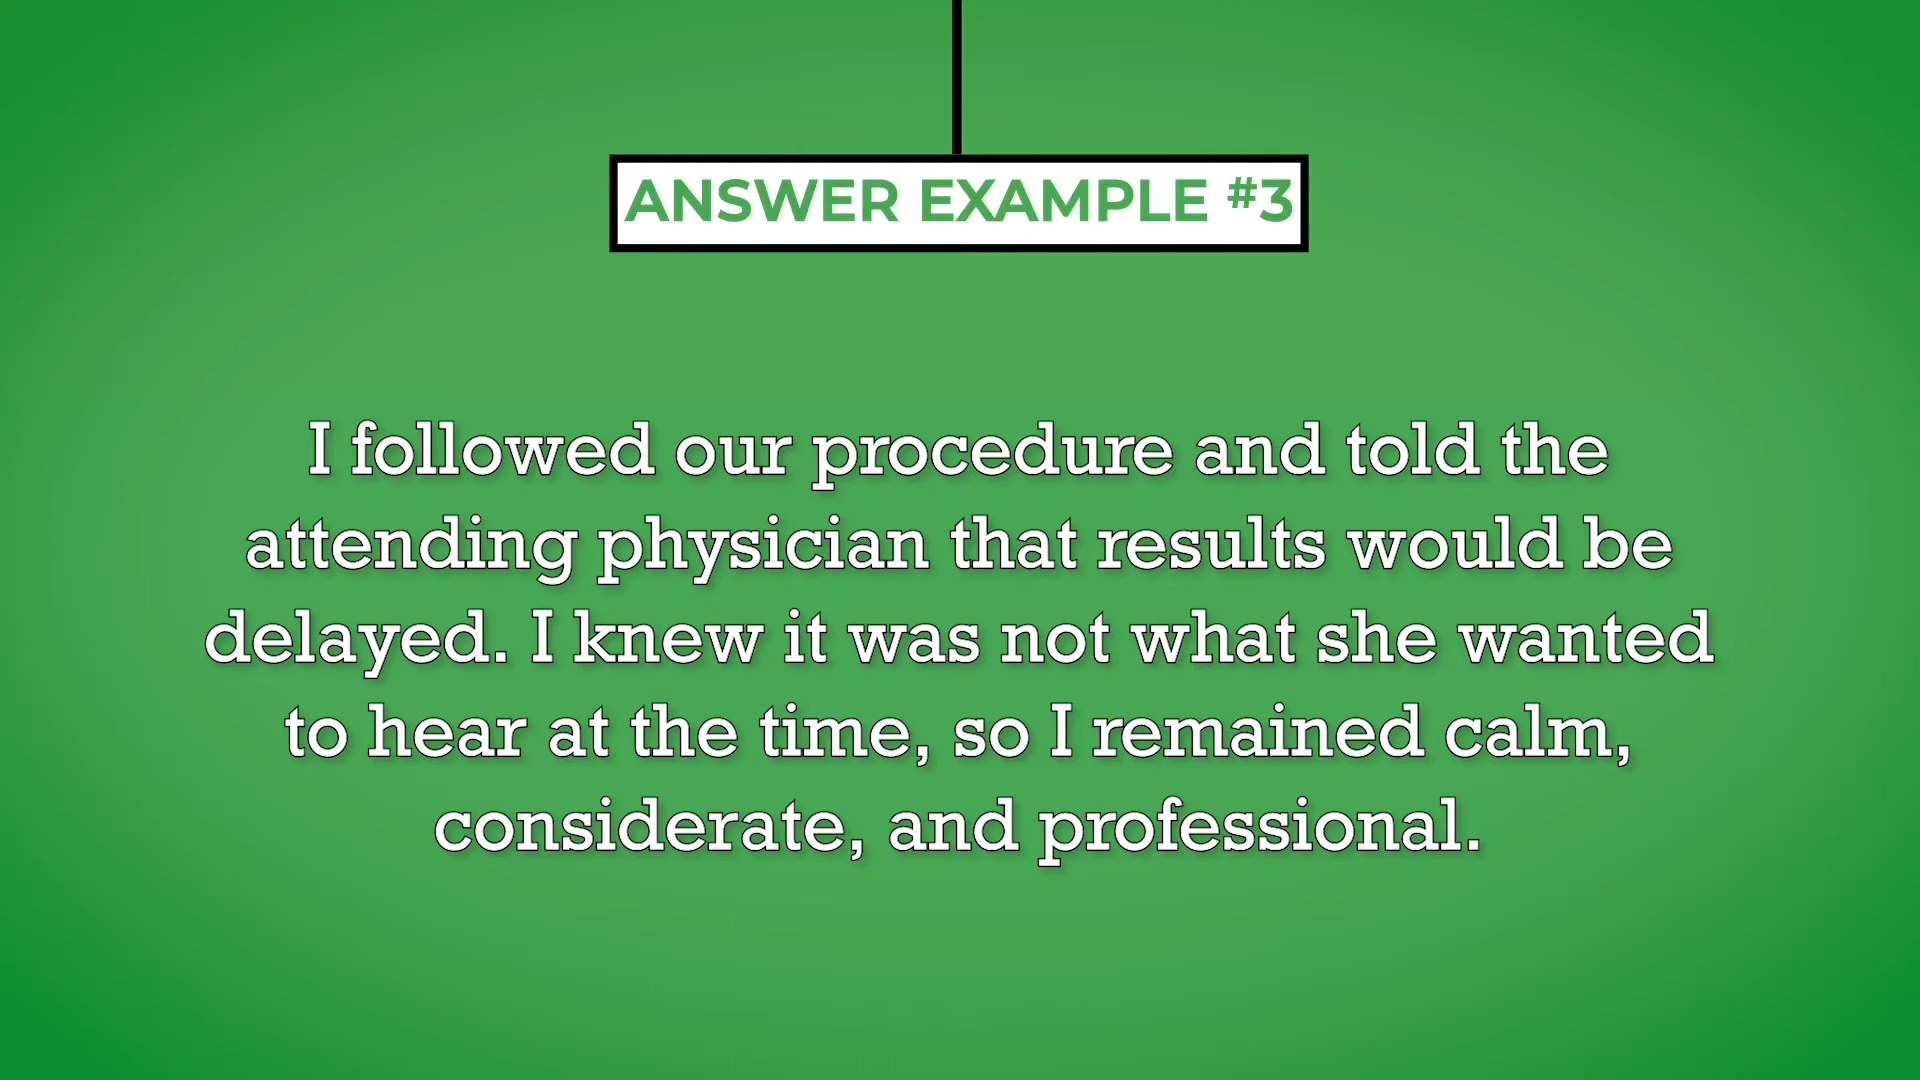 ANSWER EXAMPLE #3
I followed our procedure and told the
attending physician that results would be
delayed. I knew it was not what she wanted
to hear at the time, so I remained calm,
considerate, and professional.